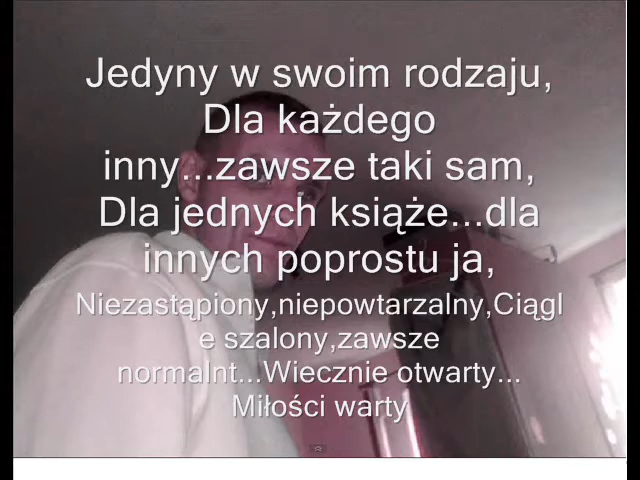 Jedyny w swoim rodzaju,
Dla każdego
inny...zawsze taki sam,
Dla jednych książe...dla
innych poprostu ja,
Niezastąpiony,niepowtarzalny,Ciągl
e szalony,zawsze
normalnt...Wiecznie otwarty...
Miłości warty